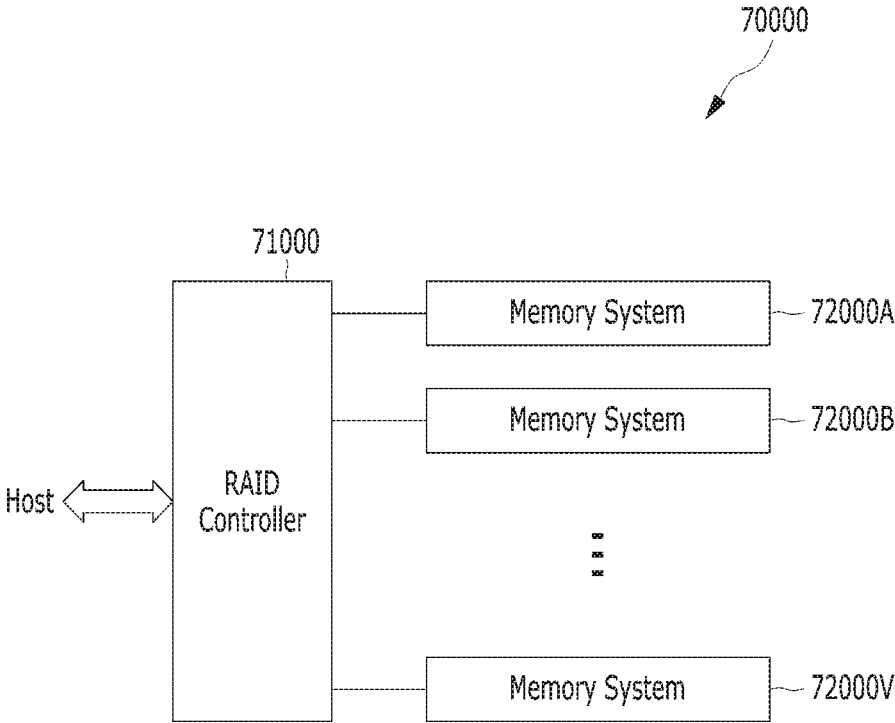 70000
71000
Memory System
72000A
Memory System
72000B
Host
RAID
Controller
Memory System
72000V